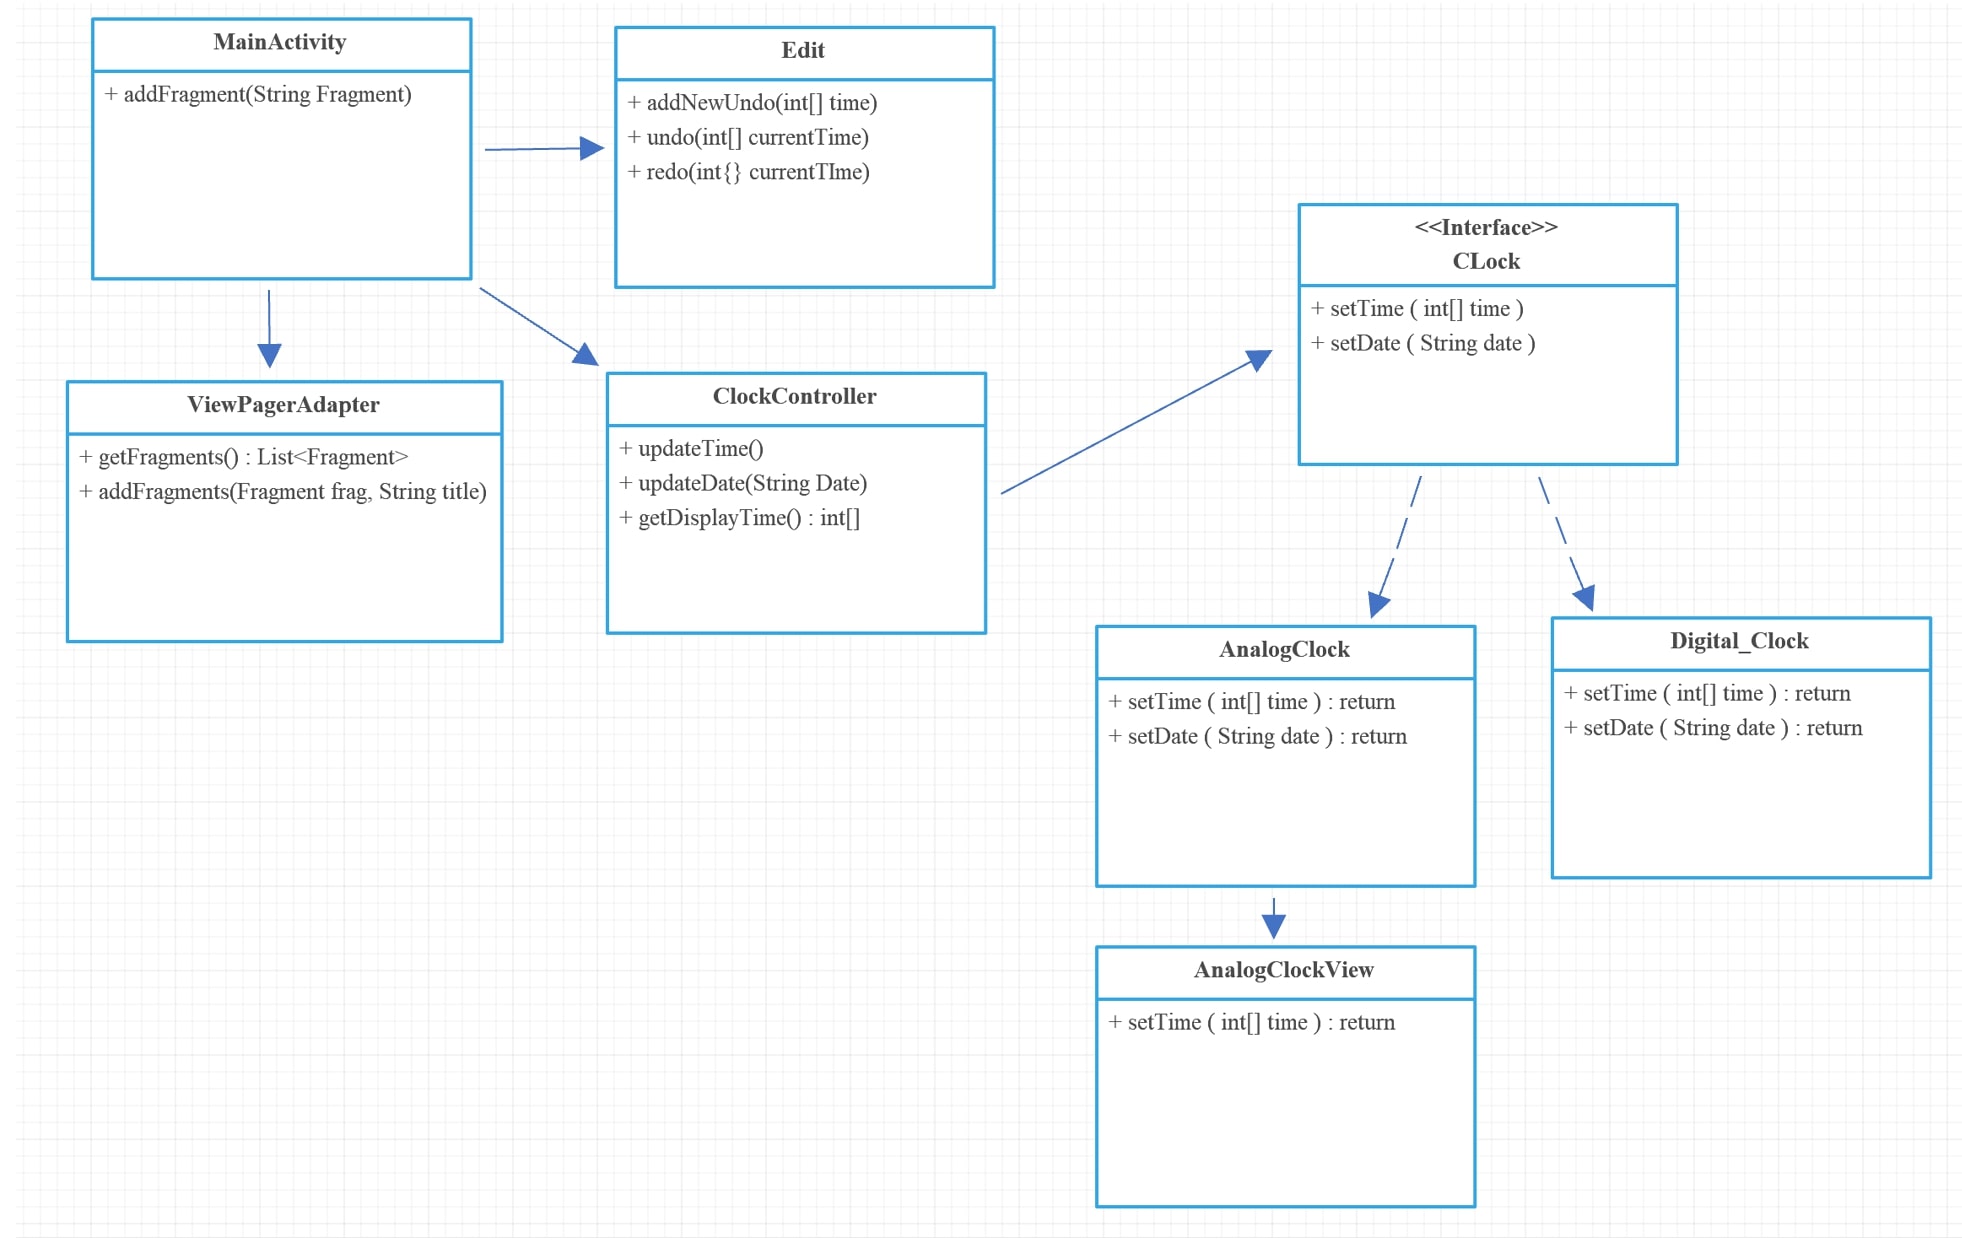 MainActivity
+ addFragment(String Fragment)
Edit
+ addNewUndo(int[] time)
+ undo(int[] currentTime)
+ redo(int{} currentTIme)
<<Interface>>
CLock
+ setTime ( int[] time )
+ setDate ( String date )
ViewPagerAdapter
+ getFragments() : List<Fragment>
+ addFragments(Fragment frag, String title)
ClockController
+ updateTime()
+ updateDate(String Date)
+ getDisplayTime() : int[]
AnalogClock
+ setTime ( int[] time ) : return
+ setDate ( String date ) : return
Digital_Clock
+ setTime ( int[] time ) : return
+ setDate ( String date ) : return
AnalogClockView
+ setTime ( int[] time ) : return